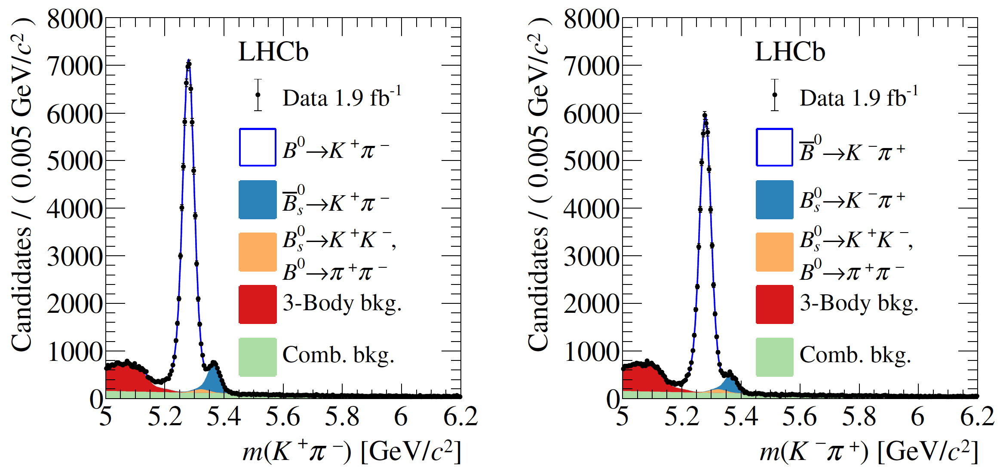 Candidates / ( 0.005 GeV/c²)
8000
7000
6000
5000
4000
3000
2000
1000
0
LHCb
Data 1.9 fb⁻¹
B⁰→K⁺π⁻
B̅ₛ⁰→K⁺π⁻
Bₛ⁰→K⁺K⁻,
B⁰→π⁺π⁻
3-Body bkg.
Comb. bkg.
5 5.2 5.4 5.6 5.8 6 6.2
m(K⁺π⁻) [GeV/c²]
Candidates / ( 0.005 GeV/c²)
8000
7000
6000
5000
4000
3000
2000
1000
0
LHCb
Data 1.9 fb⁻¹
B̅⁰→K⁻π⁺
Bₛ⁰→K⁻π⁺
Bₛ⁰→K⁺K⁻,
B⁰→π⁺π⁻
3-Body bkg.
Comb. bkg.
5 5.2 5.4 5.6 5.8 6 6.2
m(K⁻π⁺) [GeV/c²]